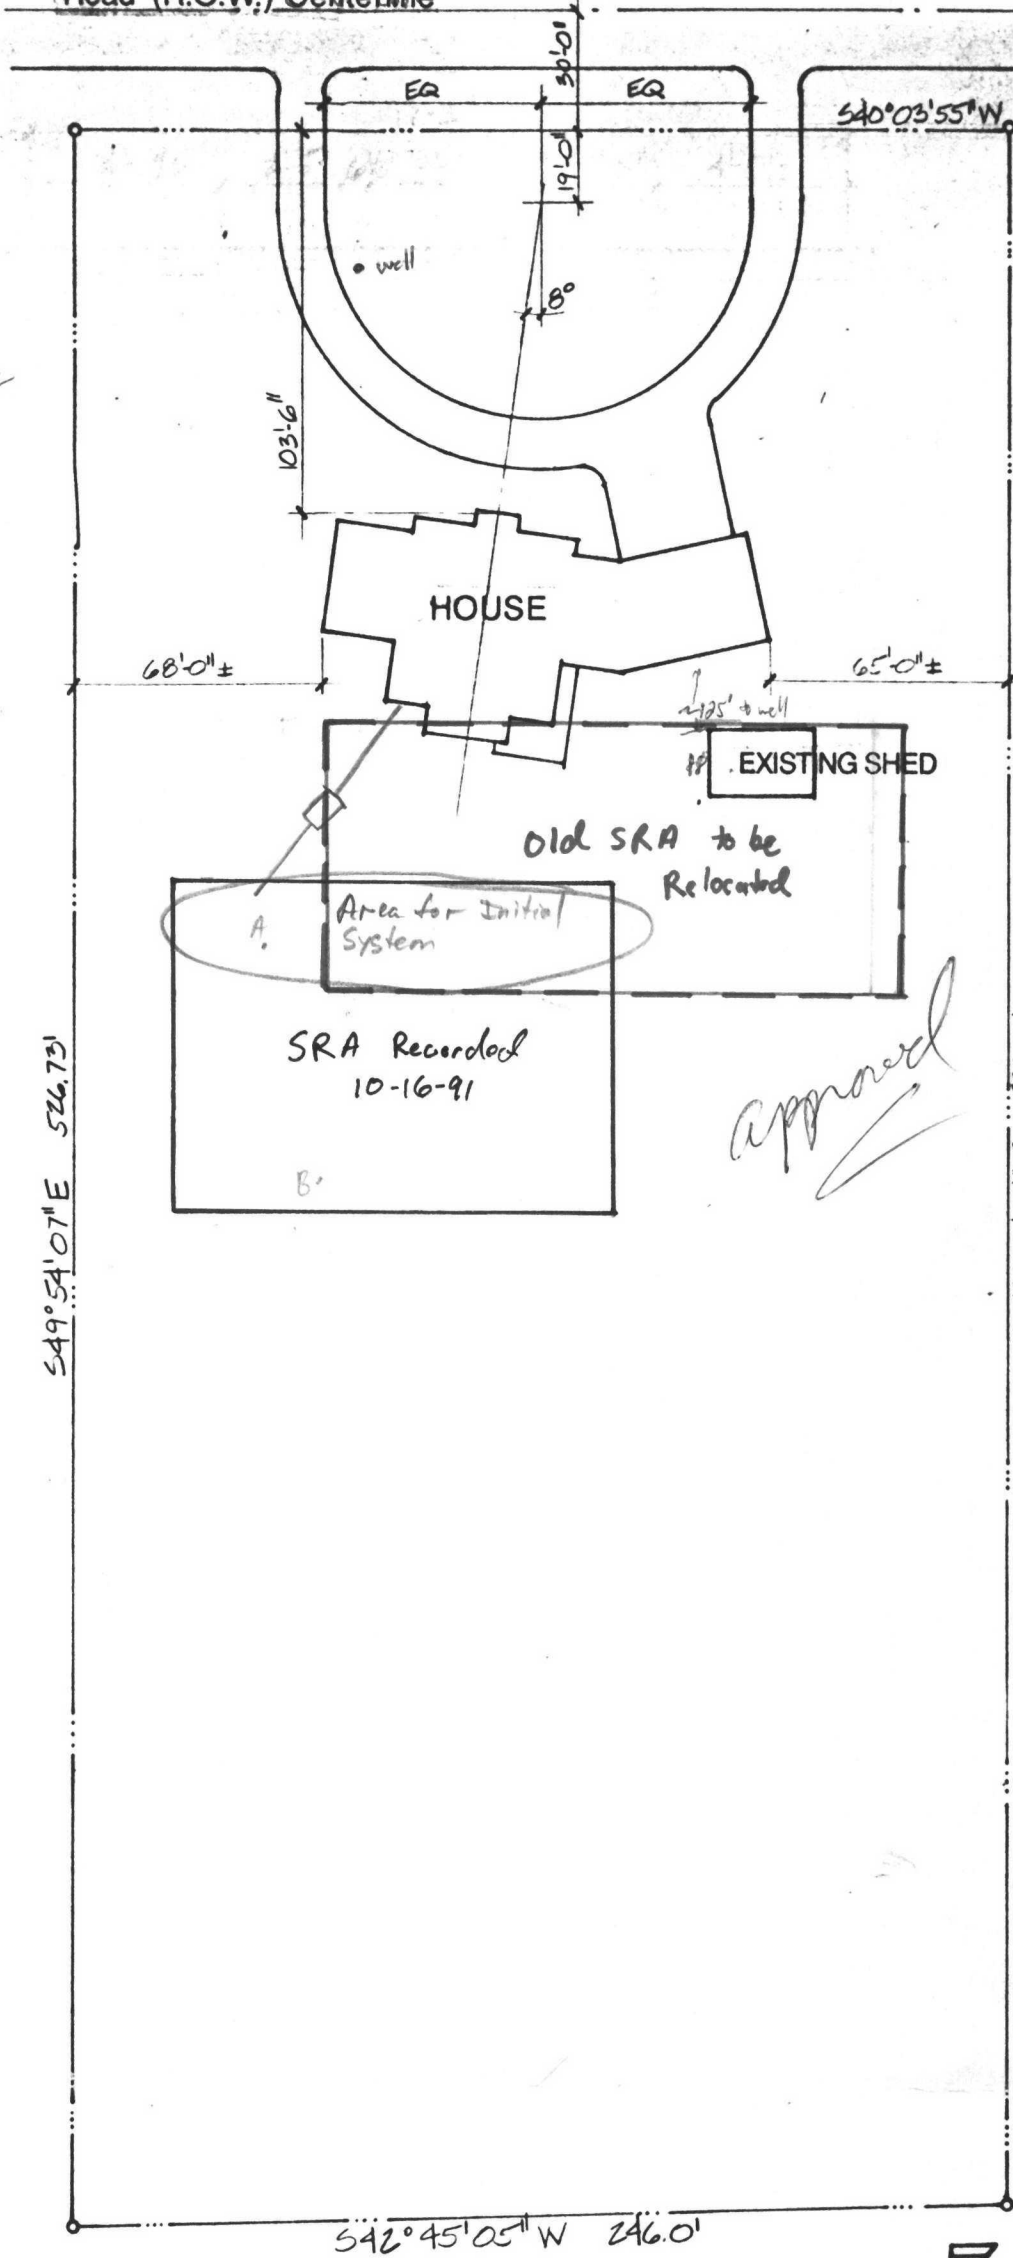 Road (R.O.W.) Centerline
30'-0"
EQ
EQ
S40°03'55"W
19'-0"
well
8°
103'-6"
HOUSE
68'-0"±
65'-0"±
~125' to well
EXISTING SHED
Old SRA to be
Relocated
Area for Initial
System
A.
SRA Recorded
10-16-91
approved
B.
S49°54'07"E 526.73'
S42°45'05"W 246.0'